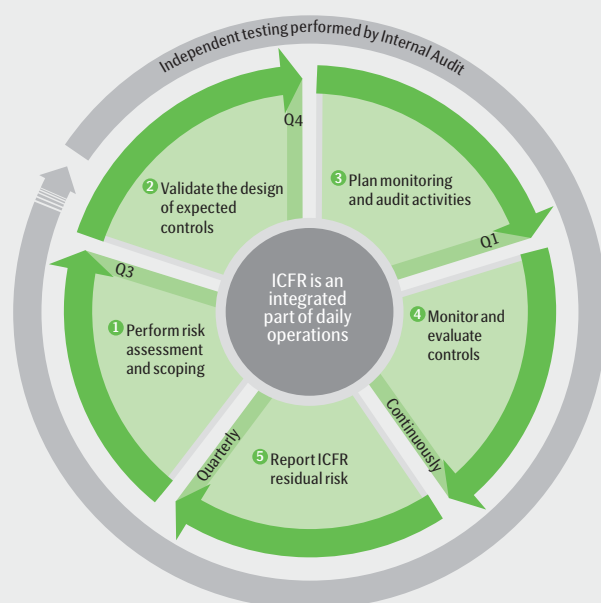 Independent testing performed by Internal Audit
Q4
2 Validate the design
of expected
controls
3 Plan monitoring
and audit activities
Q1
Q3
ICFR is an
integrated
part of daily
operations
1 Perform risk
assessment
and scoping
4 Monitor and
evaluate
controls
Continuously
Quarterly
5 Report ICFR
residual risk